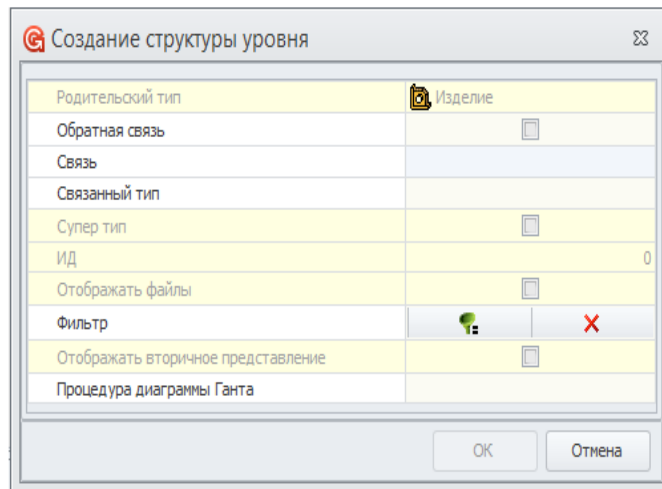 Создание структуры уровня
Родительский тип Изделие
Обратная связь
Связь
Связанный тип
Супер тип
ИД 0
Отображать файлы
Фильтр
Отображать вторичное представление
Процедура диаграммы Ганта
ОК Отмена